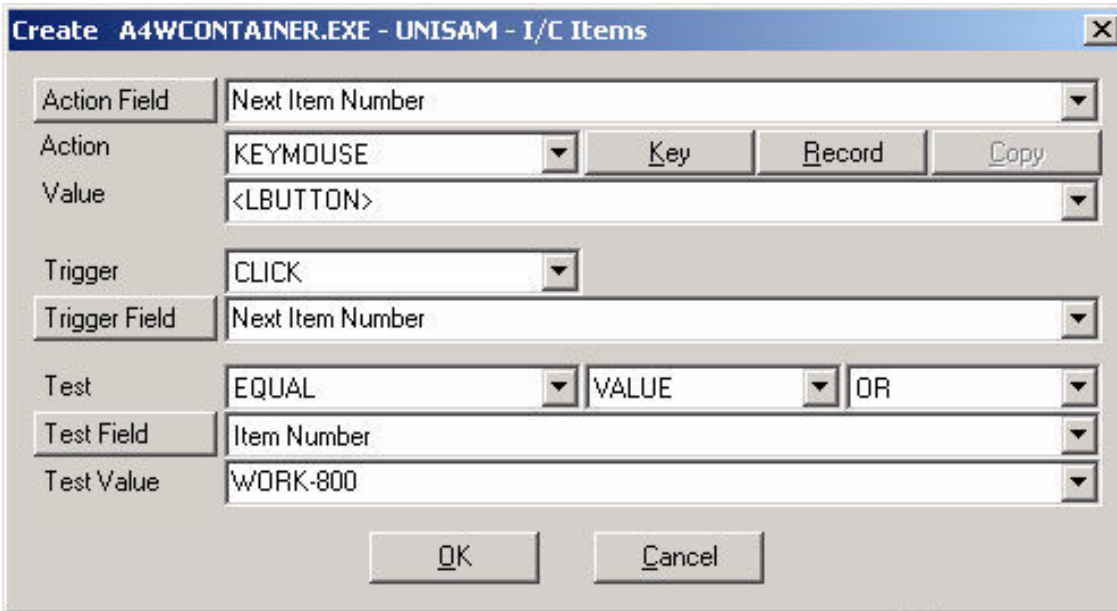 Create A4WCONTAINER.EXE - UNISAM - I/C Items
Action Field Next Item Number
Action KEYMOUSE Key Record Copy
Value <LBUTTON>
Trigger CLICK
Trigger Field Next Item Number
Test EQUAL VALUE OR
Test Field Item Number
Test Value WORK-800
OK Cancel